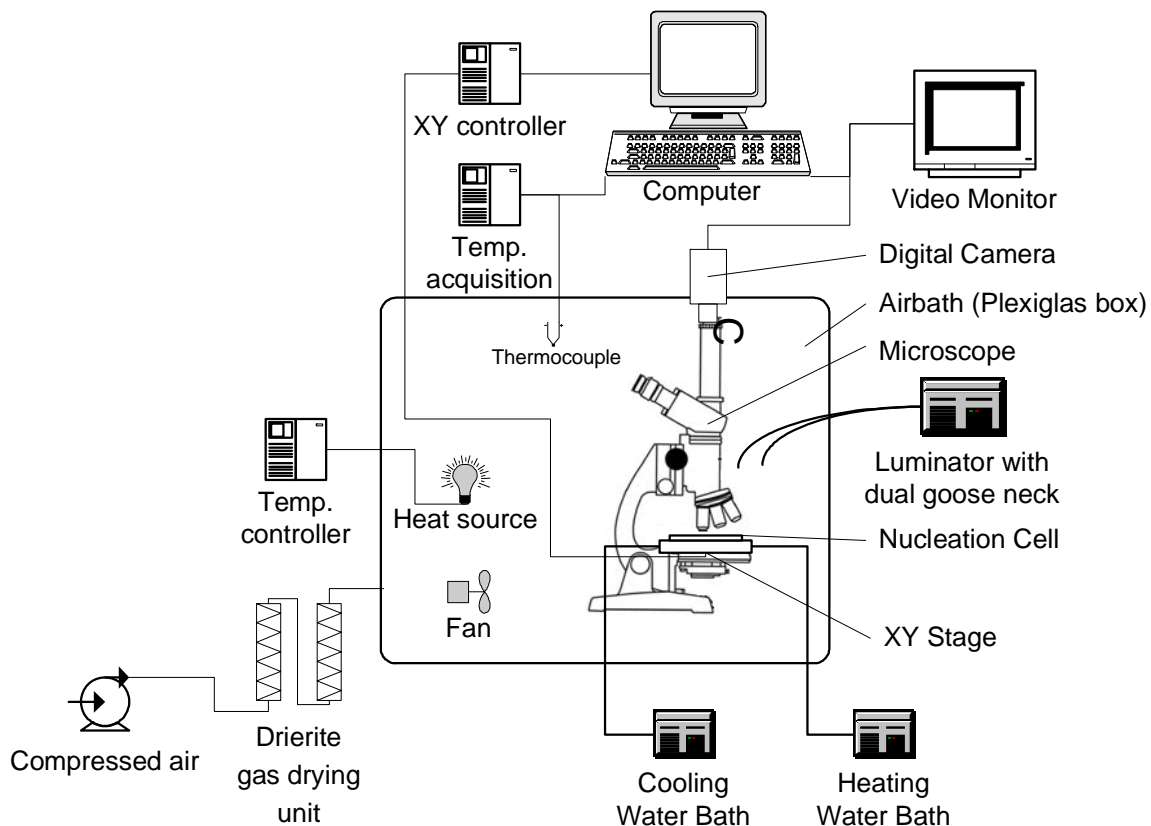 XY controller
Computer
Video Monitor
Temp.
acquisition
Digital Camera
Airbath (Plexiglas box)
Thermocouple
Microscope
Luminator with
dual goose neck
Temp.
controller
Heat source
Nucleation Cell
Fan
XY Stage
Compressed air
Drierite
gas drying
unit
Cooling
Water Bath
Heating
Water Bath